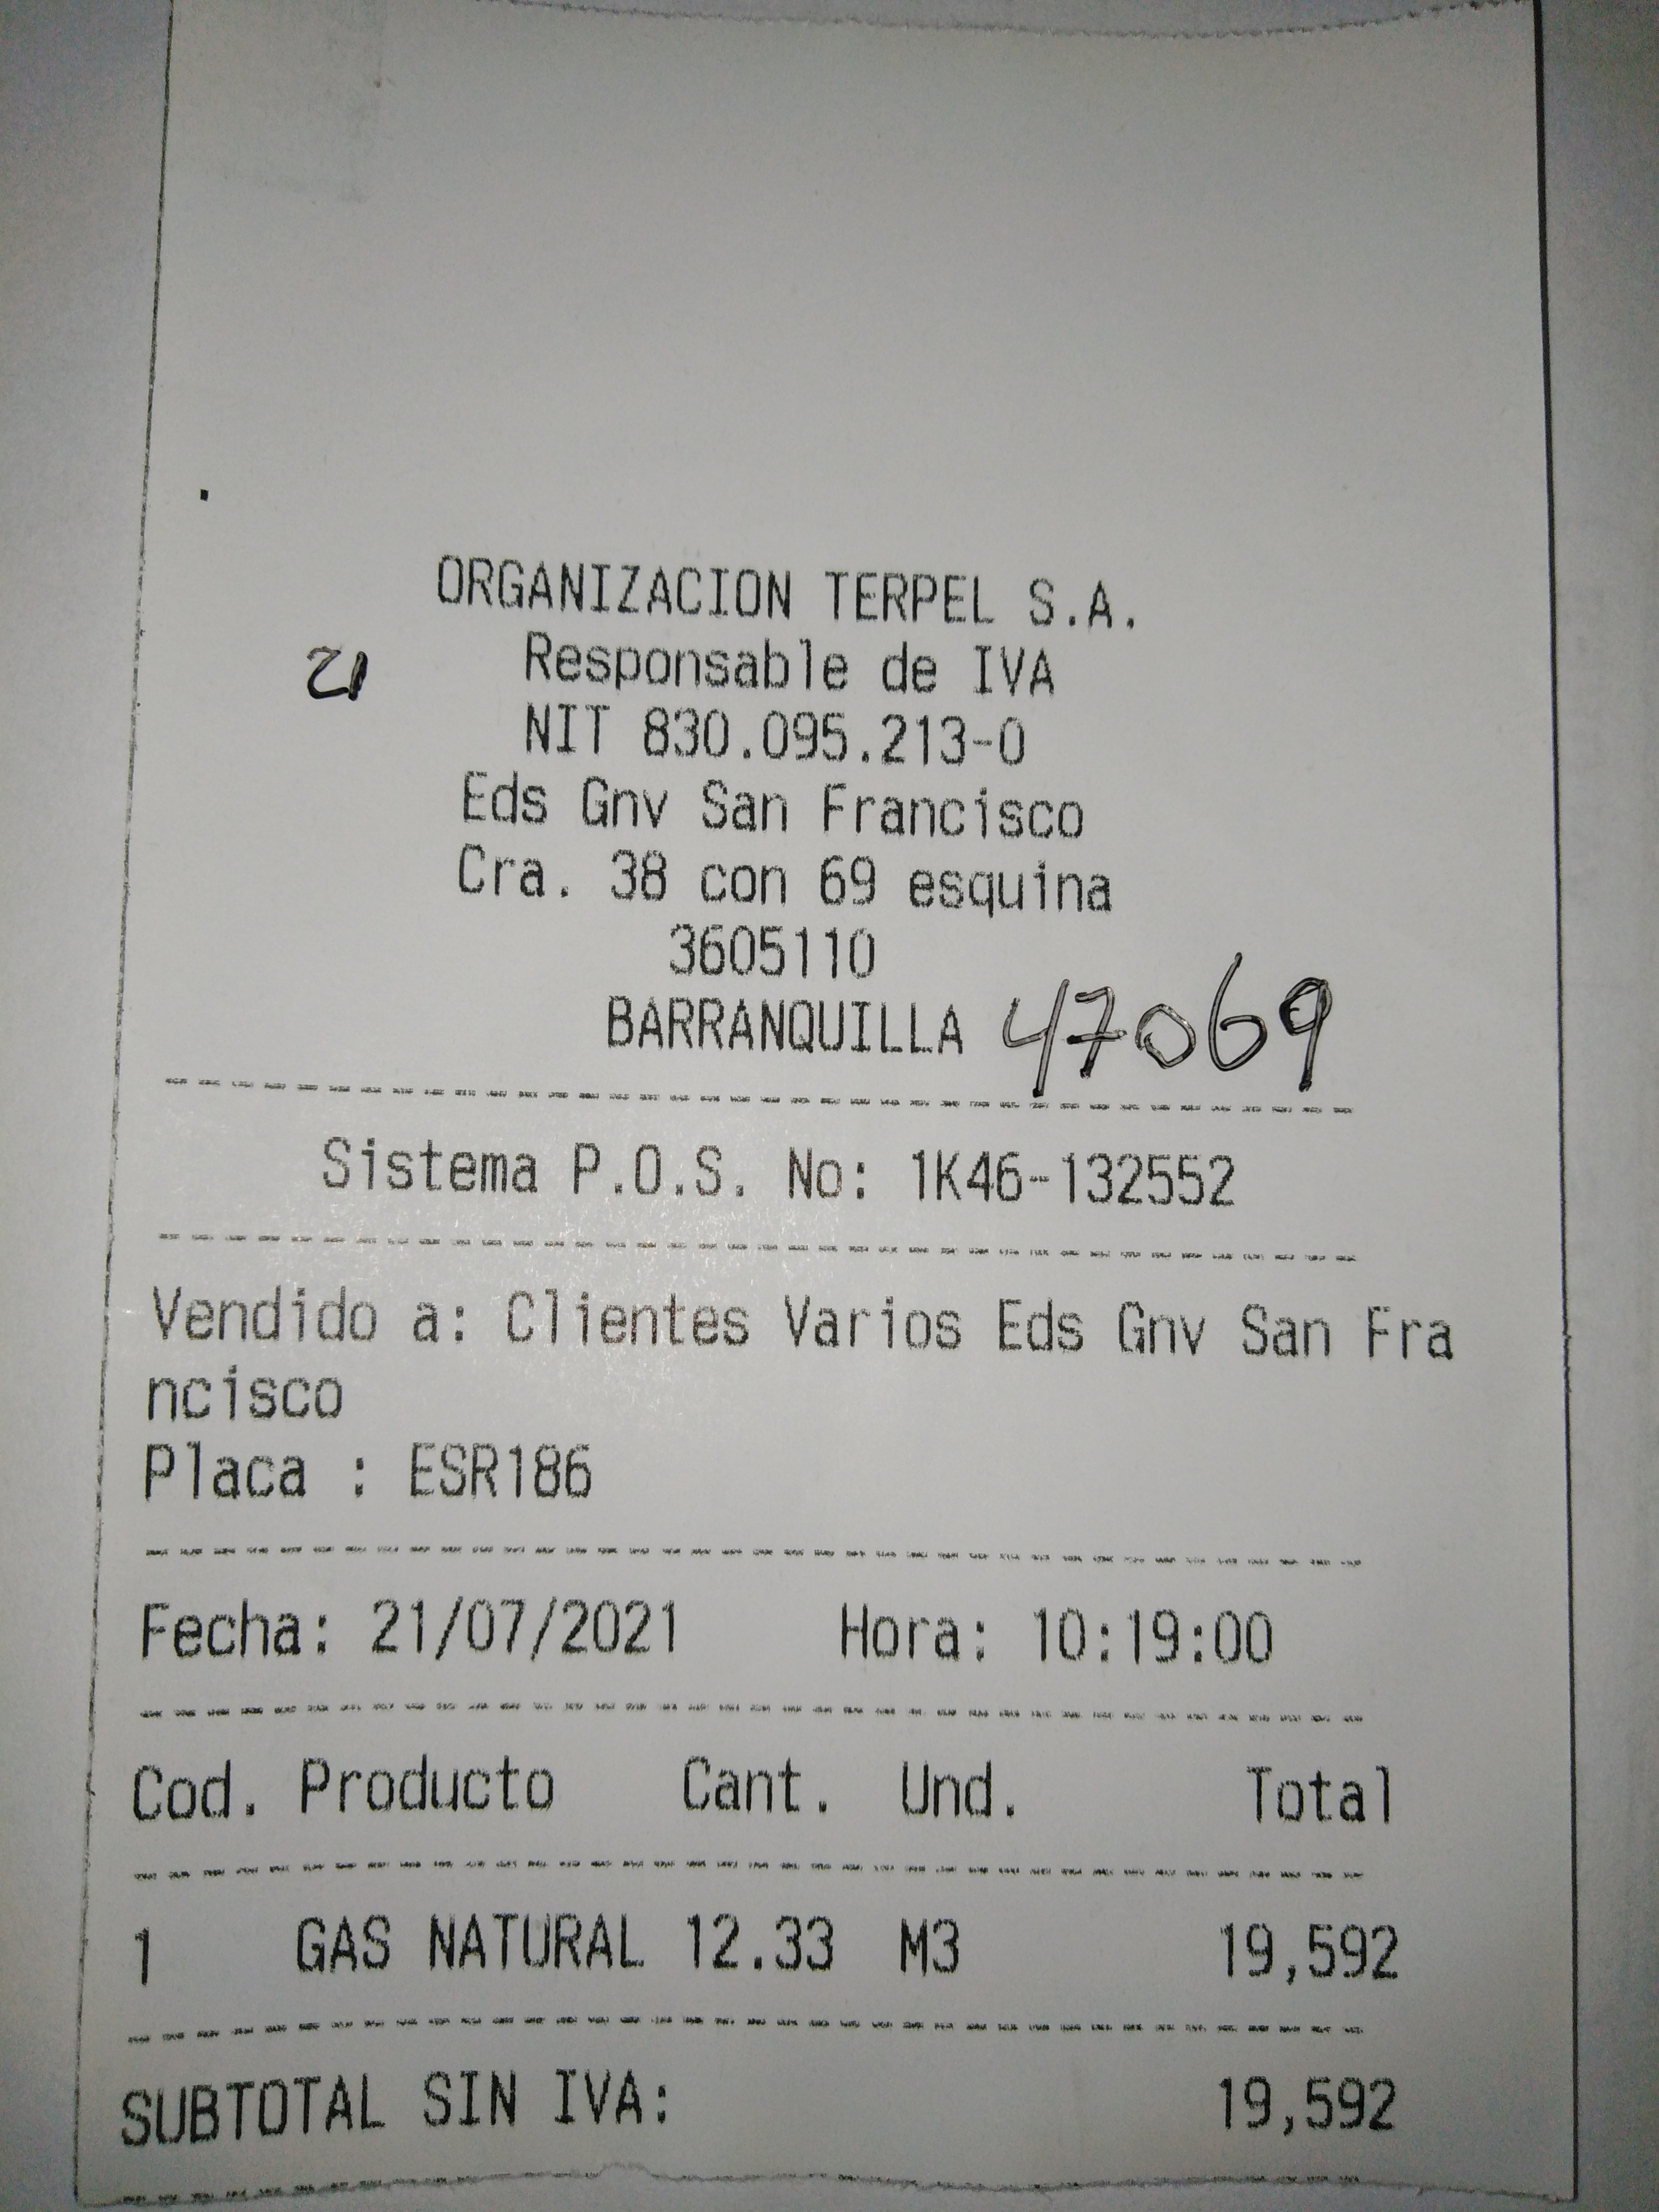 ORGANIZACION TERPEL S.A.
21
Responsable de IVA
NIT 830.095.213-0
Eds Gnv San Francisco
Cra. 38 con 69 esquina
3605110
BARRANQUILLA 47069
Sistema P.O.S. No: 1K46-132552
Vendido a: Clientes Varios Eds Gnv San Fra
ncisco
Placa : ESR186
Fecha: 21/07/2021 Hora: 10:19:00
Cod. Producto Cant. Und. Total
1 GAS NATURAL 12.33 M3 19,592
SUBTOTAL SIN IVA: 19,592